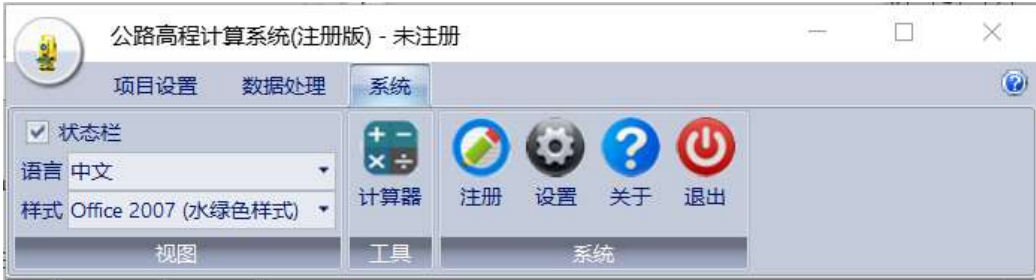 公路高程计算系统(注册版) - 未注册
项目设置 数据处理 系统
状态栏
语言 中文
样式 Office 2007 (水绿色样式)
计算器 注册 设置 关于 退出
视图 工具 系统